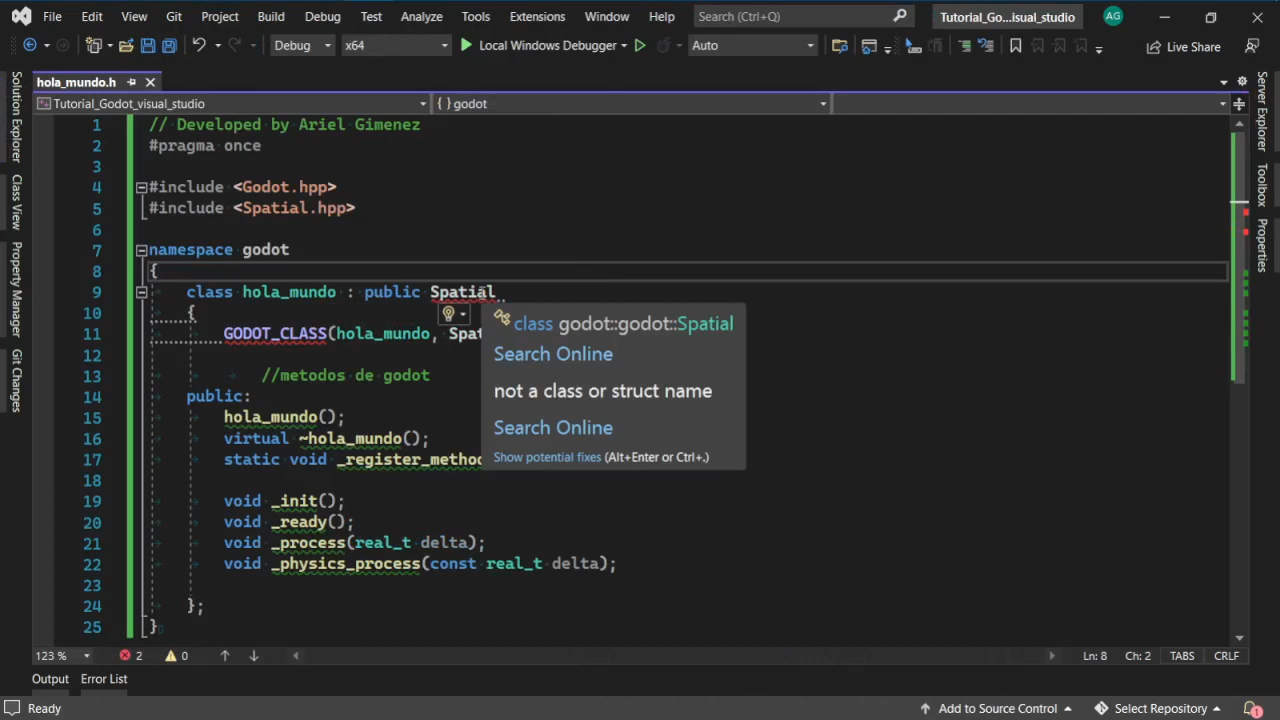 File Edit View Git Project Build Debug Test Analyze Tools Extensions Window Help Search (Ctrl+Q) Tutorial_Go...isual_studio AG
Debug x64 Local Windows Debugger Auto Live Share
hola_mundo.h
Tutorial_Godot_visual_studio { } godot
Solution Explorer
Class View
Property Manager
Git Changes
1 // Developed by Ariel Gimenez
2 #pragma once
3
4 #include <Godot.hpp>
5 #include <Spatial.hpp>
6
7 namespace godot
8 {
9 class hola_mundo : public Spatial
10 {
11 GODOT_CLASS(hola_mundo, Spa
12
13 //metodos de godot
14 public:
15 hola_mundo();
16 virtual ~hola_mundo();
17 static void _register_metho
18
19 void _init();
20 void _ready();
21 void _process(real_t delta);
22 void _physics_process(const real_t delta);
23
24 };
25 }
class godot::godot::Spatial
Search Online
not a class or struct name
Search Online
Show potential fixes (Alt+Enter or Ctrl+.)
Server Explorer
Toolbox
Properties
123 % 2 0 Ln: 8 Ch: 2 TABS CRLF
Output Error List
Ready Add to Source Control Select Repository 1